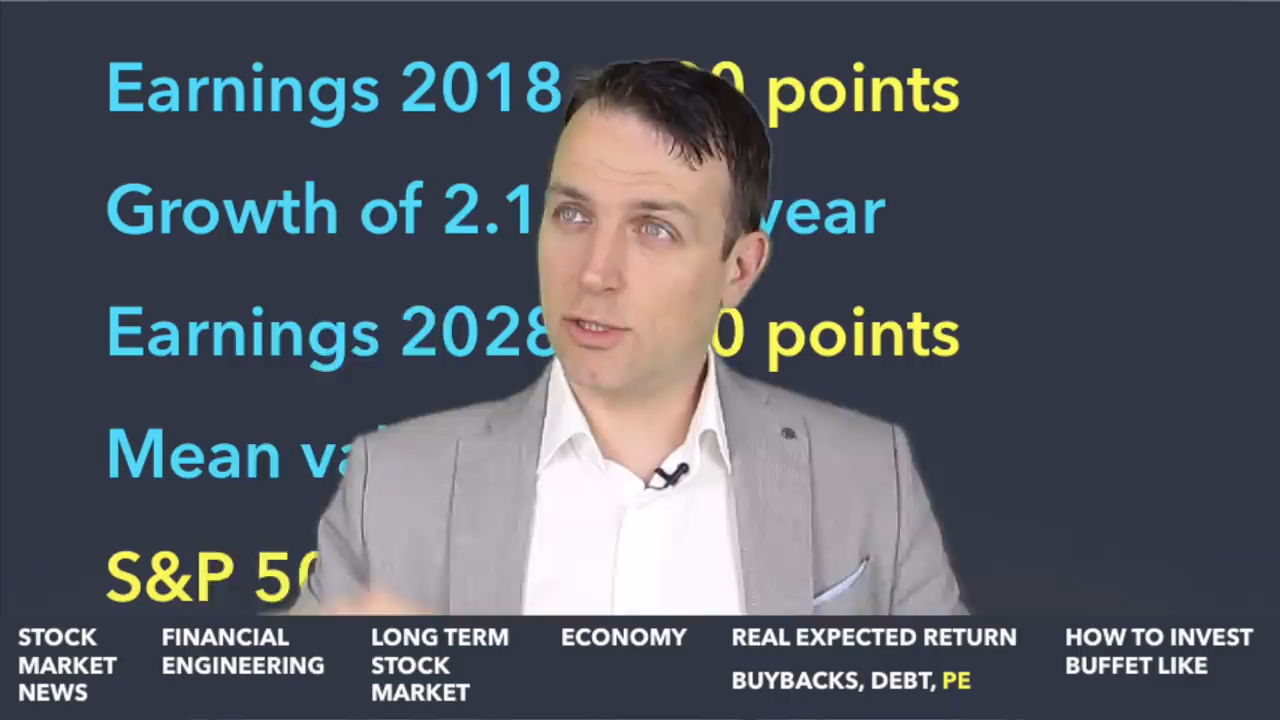 Earnings 2018 points
Growth of 2.1 year
Earnings 2028 points
Mean
S&P
STOCK MARKET NEWS
FINANCIAL ENGINEERING
LONG TERM STOCK MARKET
ECONOMY
REAL EXPECTED RETURN
BUYBACKS, DEBT, PE
HOW TO INVEST BUFFET LIKE